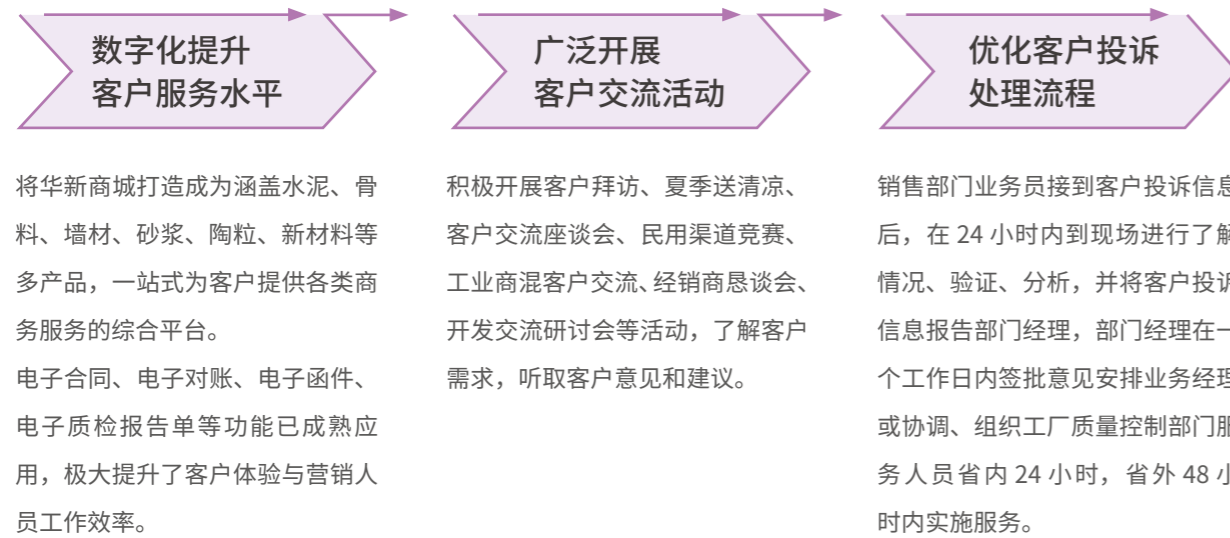 数字化提升
客户服务水平
将华新商城打造成为涵盖水泥、骨
料、墙材、砂浆、陶粒、新材料等
多产品，一站式为客户提供各类商
务服务的综合平台。
电子合同、电子对账、电子函件、
电子质检报告单等功能已成熟应
用，极大提升了客户体验与营销人
员工作效率。
广泛开展
客户交流活动
积极开展客户拜访、夏季送清凉、
客户交流座谈会、民用渠道竞赛、
工业商混客户交流、经销商恳谈会、
开发交流研讨会等活动，了解客户
需求，听取客户意见和建议。
优化客户投诉
处理流程
销售部门业务员接到客户投诉信息
后，在 24 小时内到现场进行了解
情况、验证、分析，并将客户投诉
信息报告部门经理，部门经理在一
个工作日内签批意见安排业务经理
或协调、组织工厂质量控制部门服
务人员省内 24 小时，省外 48 小
时内实施服务。